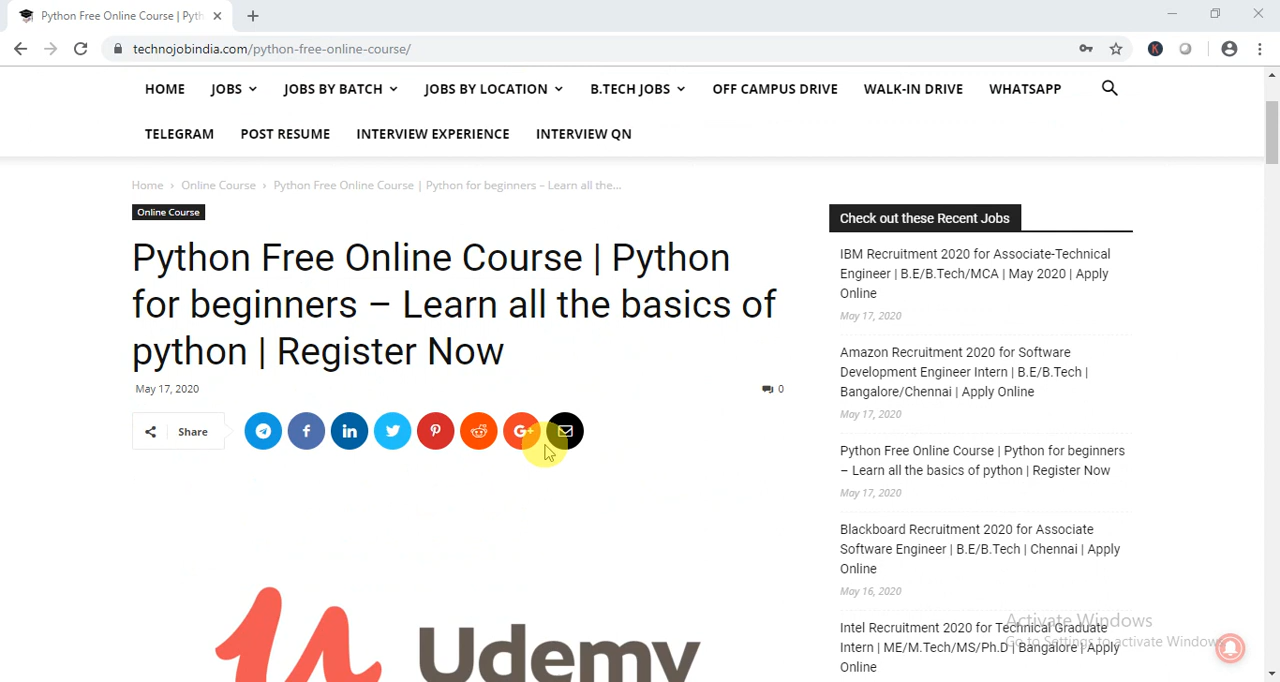 Python Free Online Course | Pyth
technojobindia.com/python-free-online-course/
HOME JOBS JOBS BY BATCH JOBS BY LOCATION B.TECH JOBS OFF CAMPUS DRIVE WALK-IN DRIVE WHATSAPP
TELEGRAM POST RESUME INTERVIEW EXPERIENCE INTERVIEW QN
Home › Online Course › Python Free Online Course | Python for beginners – Learn all the...
Online Course
Python Free Online Course | Python
for beginners – Learn all the basics of
python | Register Now
May 17, 2020
0
Share
G+
Udemy
Check out these Recent Jobs
IBM Recruitment 2020 for Associate-Technical
Engineer | B.E/B.Tech/MCA | May 2020 | Apply
Online
May 17, 2020
Amazon Recruitment 2020 for Software
Development Engineer Intern | B.E/B.Tech |
Bangalore/Chennai | Apply Online
May 17, 2020
Python Free Online Course | Python for beginners
– Learn all the basics of python | Register Now
May 17, 2020
Blackboard Recruitment 2020 for Associate
Software Engineer | B.E/B.Tech | Chennai | Apply
Online
May 16, 2020
Intel Recruitment 2020 for Technical Graduate
Intern | ME/M.Tech/MS/Ph.D | Bangalore | Apply
Online
Activate Windows
Go to Settings to activate Windows.